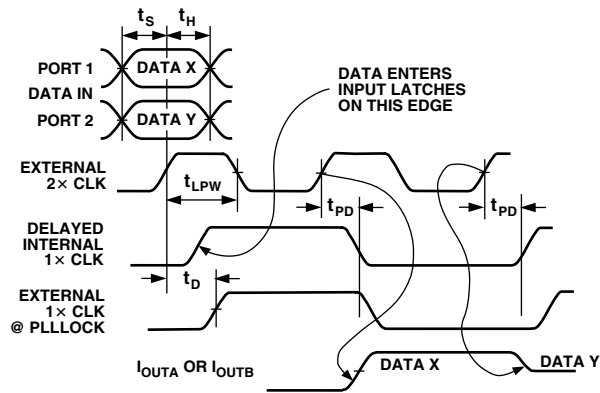 tS
tH
PORT 1
DATA X
DATA IN
PORT 2
DATA Y
DATA ENTERS
INPUT LATCHES
ON THIS EDGE
EXTERNAL
2× CLK
tLPW
tPD
tPD
DELAYED
INTERNAL
1× CLK
tD
EXTERNAL
1× CLK
@ PLLLOCK
IOUTA OR IOUTB
DATA X
DATA Y